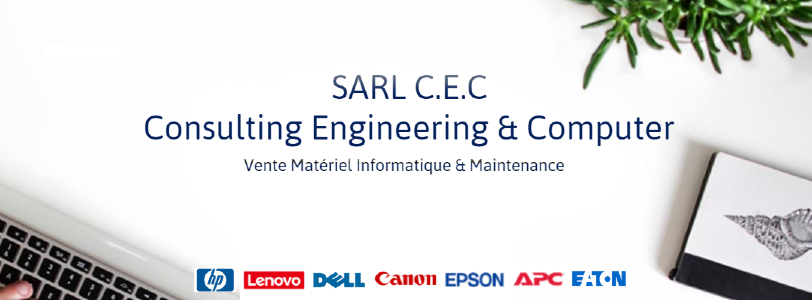 SARL C.E.C
Consulting Engineering & Computer
Vente Matériel Informatique & Maintenance
hp Lenovo DELL Canon EPSON APC EATON